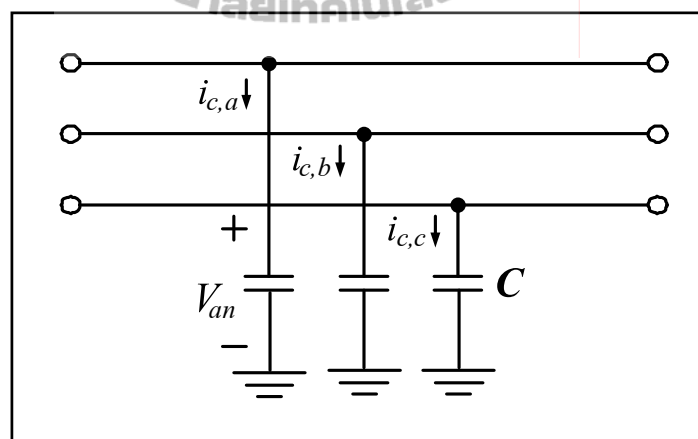 i_{c,a}
i_{c,b}
i_{c,c}
+
V_{an}
C
−